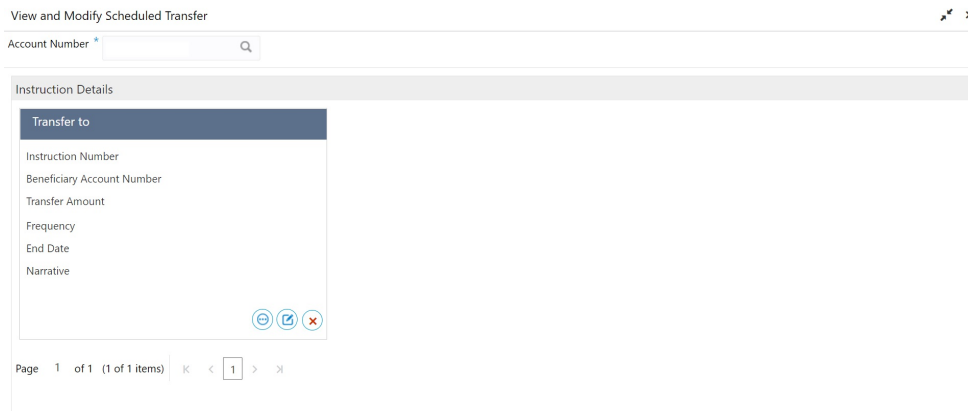 View and Modify Scheduled Transfer
Account Number *
Instruction Details
Transfer to
Instruction Number
Beneficiary Account Number
Transfer Amount
Frequency
End Date
Narrative
Page 1 of 1 (1 of 1 items) 1